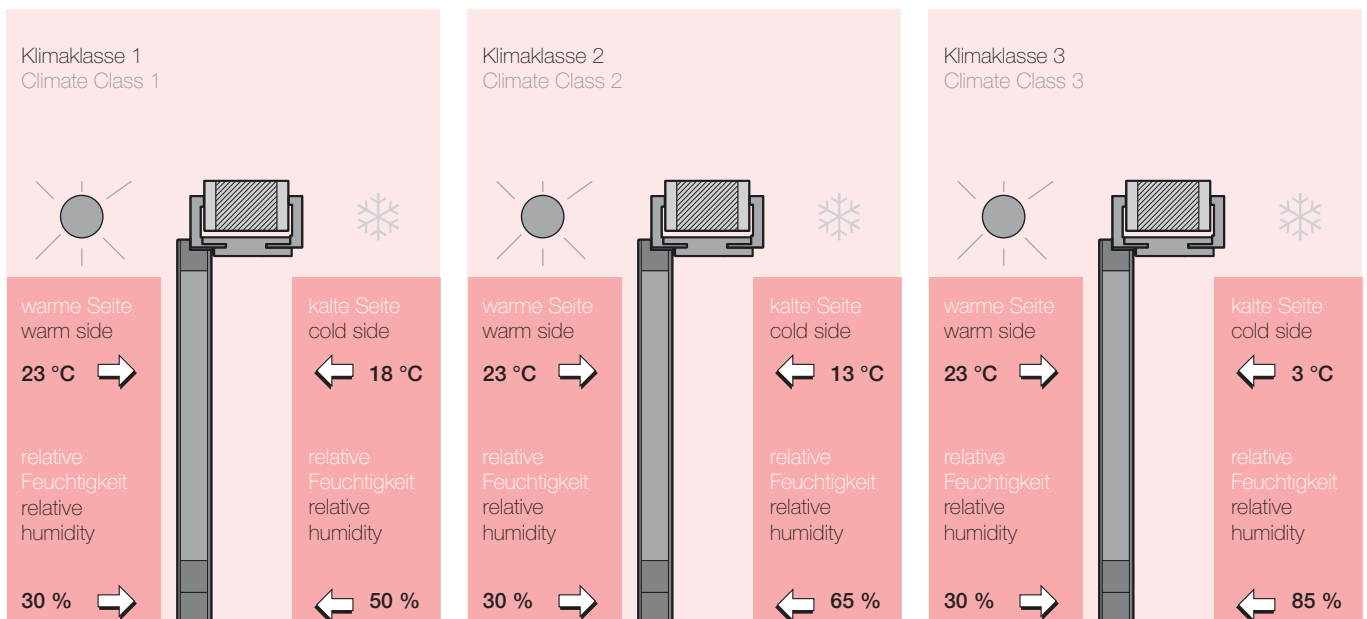 Klimaklasse 1
Climate Class 1
warme Seite
warm side
23 °C
relative
Feuchtigkeit
relative
humidity
30 %
kalte Seite
cold side
18 °C
relative
Feuchtigkeit
relative
humidity
50 %
Klimaklasse 2
Climate Class 2
warme Seite
warm side
23 °C
relative
Feuchtigkeit
relative
humidity
30 %
kalte Seite
cold side
13 °C
relative
Feuchtigkeit
relative
humidity
65 %
Klimaklasse 3
Climate Class 3
warme Seite
warm side
23 °C
relative
Feuchtigkeit
relative
humidity
30 %
kalte Seite
cold side
3 °C
relative
Feuchtigkeit
relative
humidity
85 %